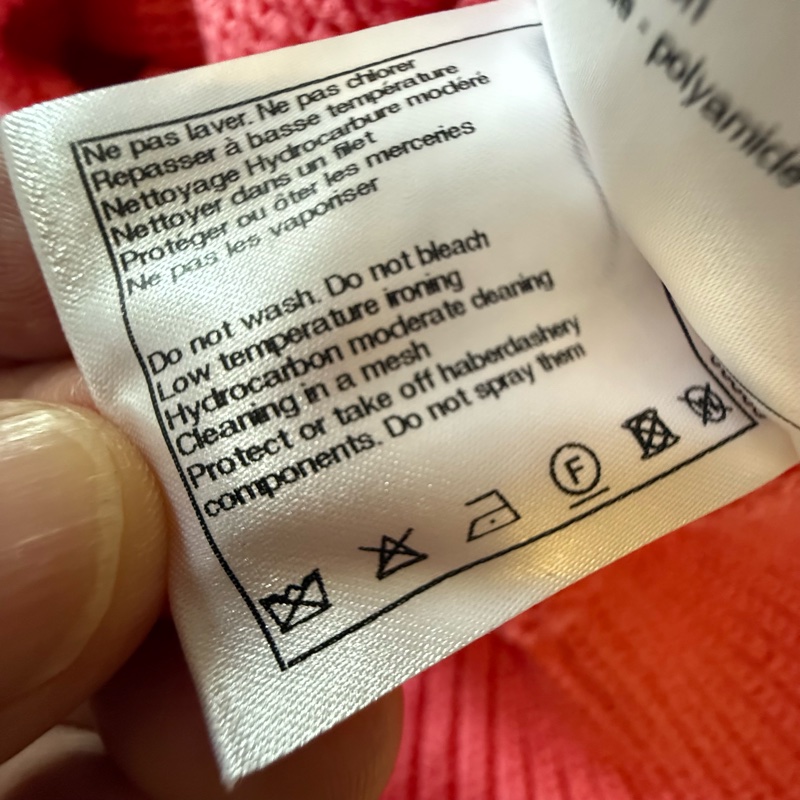 Ne pas laver. Ne pas chlorer
Repasser à basse température
Nettoyage Hydrocarbure modéré
Nettoyer dans un filet
Protéger ou ôter les merceries
Ne pas les vaporiser
Do not wash. Do not bleach
Low temperature ironing
Hydrocarbon moderate cleaning
Cleaning in a mesh
Protect or take off haberdashery
components. Do not spray them
F
W
- polyamide